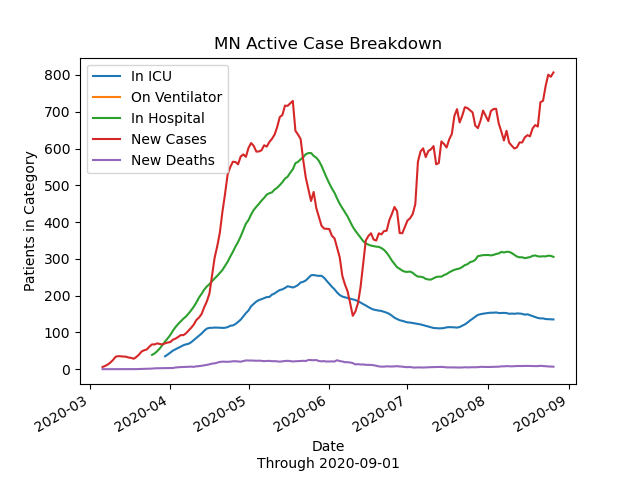 MN Active Case Breakdown
In ICU
On Ventilator
In Hospital
New Cases
New Deaths
Patients in Category
800
700
600
500
400
300
200
100
0
2020-03
2020-04
2020-05
2020-06
2020-07
2020-08
2020-09
Date
Through 2020-09-01